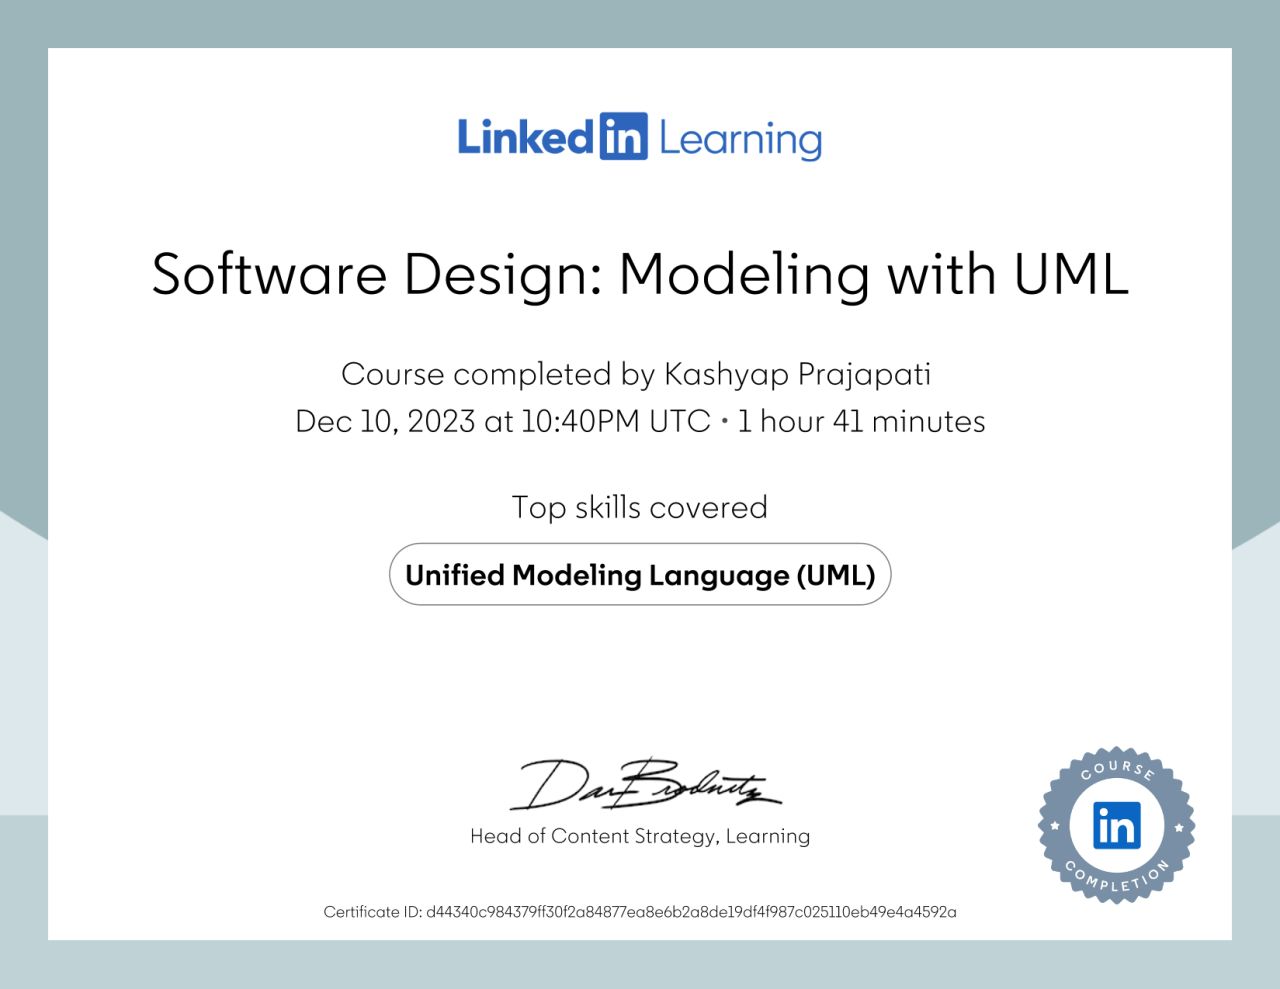 Linked in Learning
Software Design: Modeling with UML
Course completed by Kashyap Prajapati
Dec 10, 2023 at 10:40PM UTC • 1 hour 41 minutes
Top skills covered
Unified Modeling Language (UML)
Dan Brodnitz
Head of Content Strategy, Learning
COURSE
in
COMPLETION
Certificate ID: d44340c984379ff30f2a84877ea8e6b2a8de19df4f987c025110eb49e4a4592a